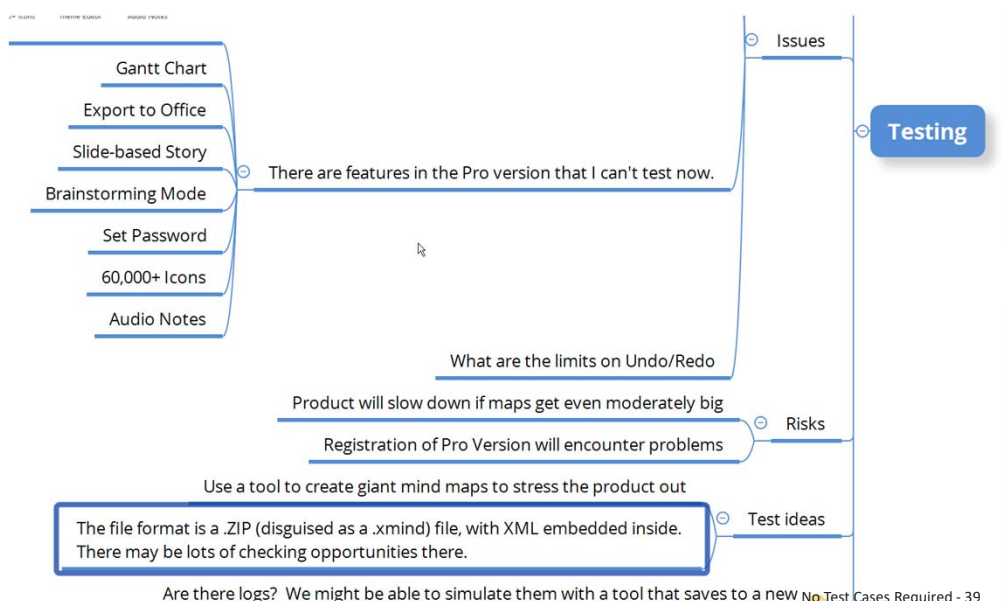 Icons Theme Editor Audio Notes
Issues
Gantt Chart
Export to Office
Testing
Slide-based Story
There are features in the Pro version that I can't test now.
Brainstorming Mode
Set Password
60,000+ Icons
Audio Notes
What are the limits on Undo/Redo
Product will slow down if maps get even moderately big
Risks
Registration of Pro Version will encounter problems
Use a tool to create giant mind maps to stress the product out
Test ideas
The file format is a .ZIP (disguised as a .xmind) file, with XML embedded inside.
There may be lots of checking opportunities there.
Are there logs? We might be able to simulate them with a tool that saves to a new
No Test Cases Required - 39